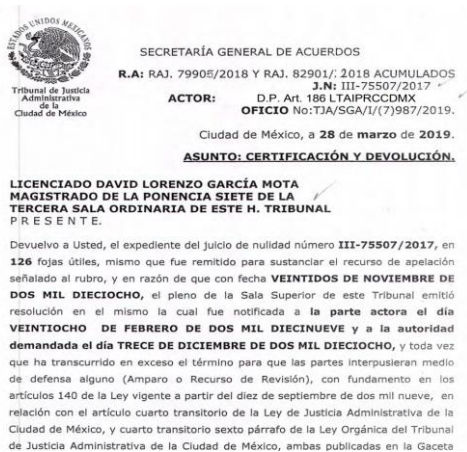 ESTADOS UNIDOS MEXICANOS
Tribunal de Justicia
Administrativa
de la
Ciudad de México
SECRETARÍA GENERAL DE ACUERDOS
R.A: RAJ. 79905/2018 Y RAJ. 82901/2018 ACUMULADOS
J.N: III-75507/2017
ACTOR: D.P. Art. 186 LTAIPRCCDMX
OFICIO No:TJA/SGA/I/(7)987/2019.
Ciudad de México, a 28 de marzo de 2019.
ASUNTO: CERTIFICACIÓN Y DEVOLUCIÓN.
LICENCIADO DAVID LORENZO GARCÍA MOTA
MAGISTRADO DE LA PONENCIA SIETE DE LA
TERCERA SALA ORDINARIA DE ESTE H. TRIBUNAL
P R E S E N T E.
Devuelvo a Usted, el expediente del juicio de nulidad número III-75507/2017, en
126 fojas útiles, mismo que fue remitido para sustanciar el recurso de apelación
señalado al rubro, y en razón de que con fecha VEINTIDOS DE NOVIEMBRE DE
DOS MIL DIECIOCHO, el pleno de la Sala Superior de este Tribunal emitió
resolución en el mismo la cual fue notificada a la parte actora el día
VEINTIOCHO DE FEBRERO DE DOS MIL DIECINUEVE y a la autoridad
demandada el día TRECE DE DICIEMBRE DE DOS MIL DIECIOCHO, y toda vez
que ha transcurrido en exceso el término para que las partes interpusieran medio
de defensa alguno (Amparo o Recurso de Revisión), con fundamento en los
artículos 140 de la Ley vigente a partir del diez de septiembre de dos mil nueve, en
relación con el artículo cuarto transitorio de la Ley de Justicia Administrativa de la
Ciudad de México, y cuarto transitorio sexto párrafo de la Ley Orgánica del Tribunal
de Justicia Administrativa de la Ciudad de México, ambas publicadas en la Gaceta